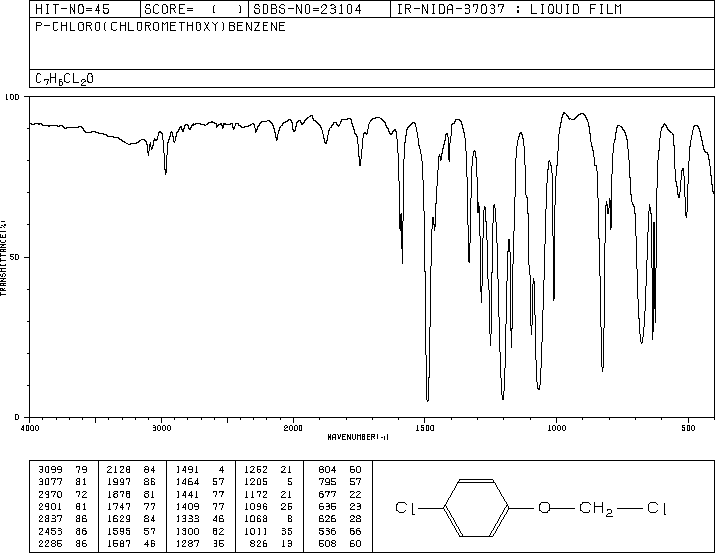 HIT-NO=45 SCORE= ( ) SDBS-NO=23104 IR-NIDA-37037 : LIQUID FILM
P-CHLORO(CHLOROMETHOXY)BENZENE
C7H6CL2O
100
50
0
TRANSMITTANCE(%)
4000 3000 2000 1500 1000 500
WAVENUMBER(-1)
3099 79 2128 84 1491 4 1252 21 804 60
3077 81 1997 86 1464 57 1205 5 795 57
2970 72 1878 81 1441 77 1172 21 677 22
2901 81 1747 77 1409 77 1096 26 635 23
2837 86 1629 84 1333 46 1068 8 626 28
2453 86 1595 57 1300 62 1011 35 536 66
2285 86 1587 46 1287 35 826 13 508 60
Cl O CH2 Cl